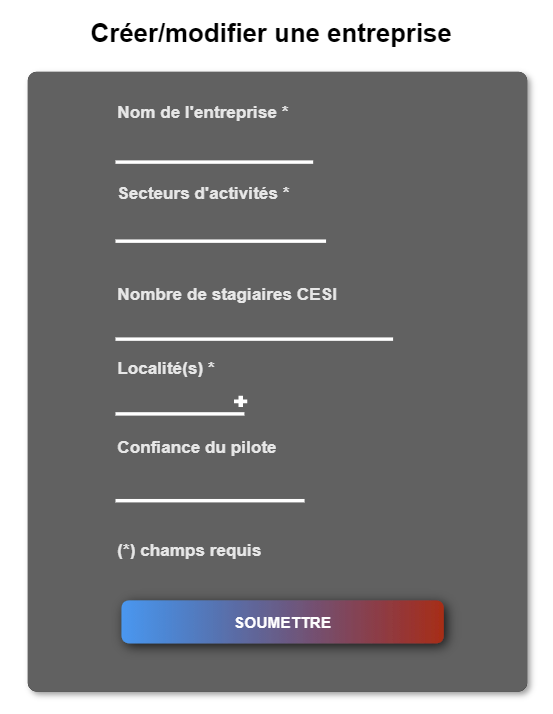 Créer/modifier une entreprise
Nom de l'entreprise *
Secteurs d'activités *
Nombre de stagiaires CESI
Localité(s) *
Confiance du pilote
(*) champs requis
SOUMETTRE